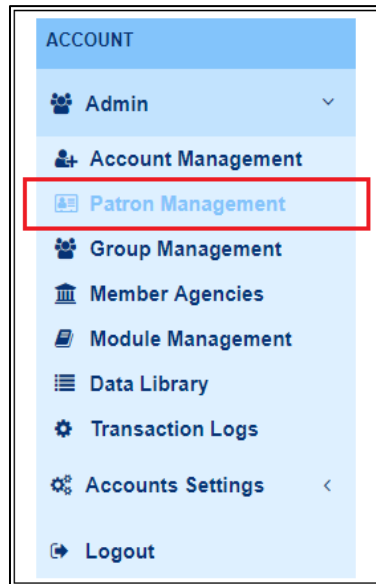 ACCOUNT
Admin
Account Management
Patron Management
Group Management
Member Agencies
Module Management
Data Library
Transaction Logs
Accounts Settings
Logout